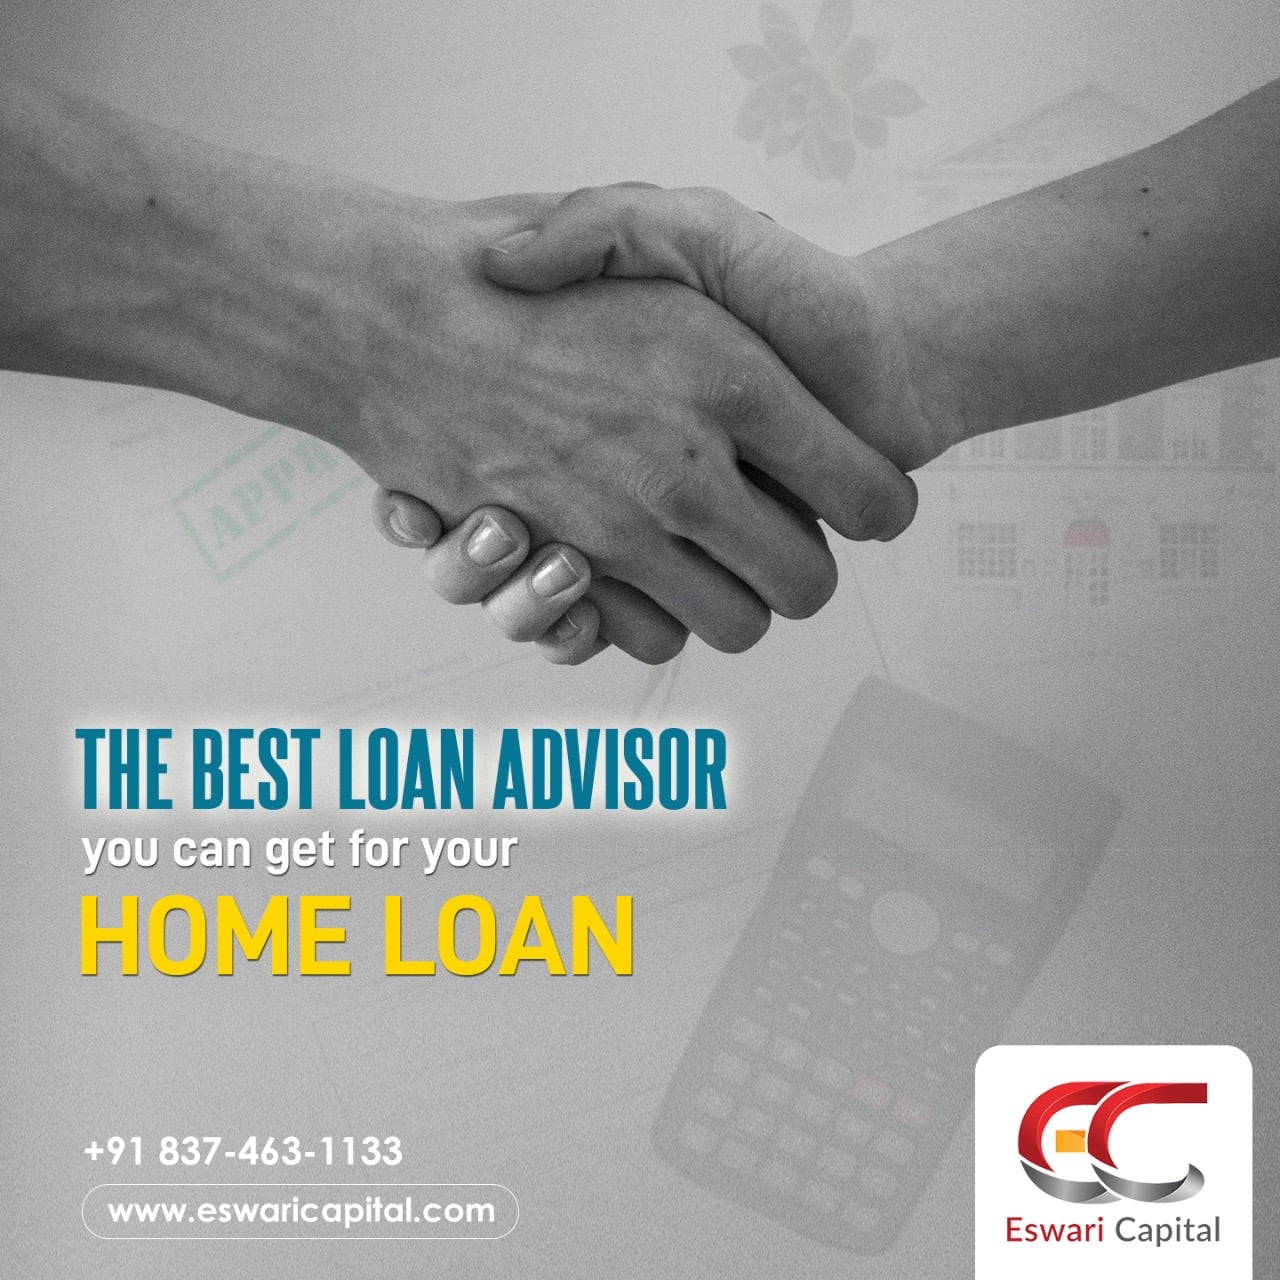 THE BEST LOAN ADVISOR
you can get for your
HOME LOAN
+91 837-463-1133
www.eswaricapital.com
Eswari Capital